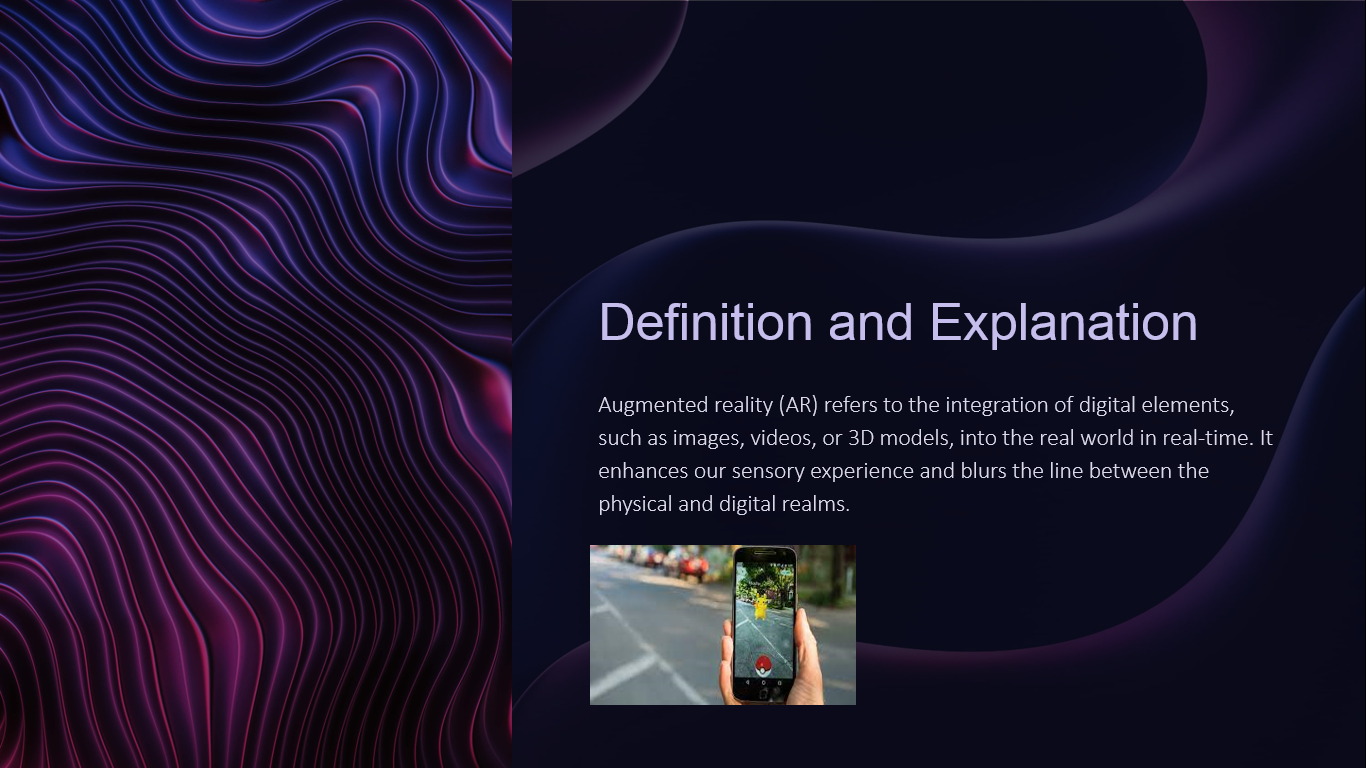 Definition and Explanation
Augmented reality (AR) refers to the integration of digital elements,
such as images, videos, or 3D models, into the real world in real-time. It
enhances our sensory experience and blurs the line between the
physical and digital realms.